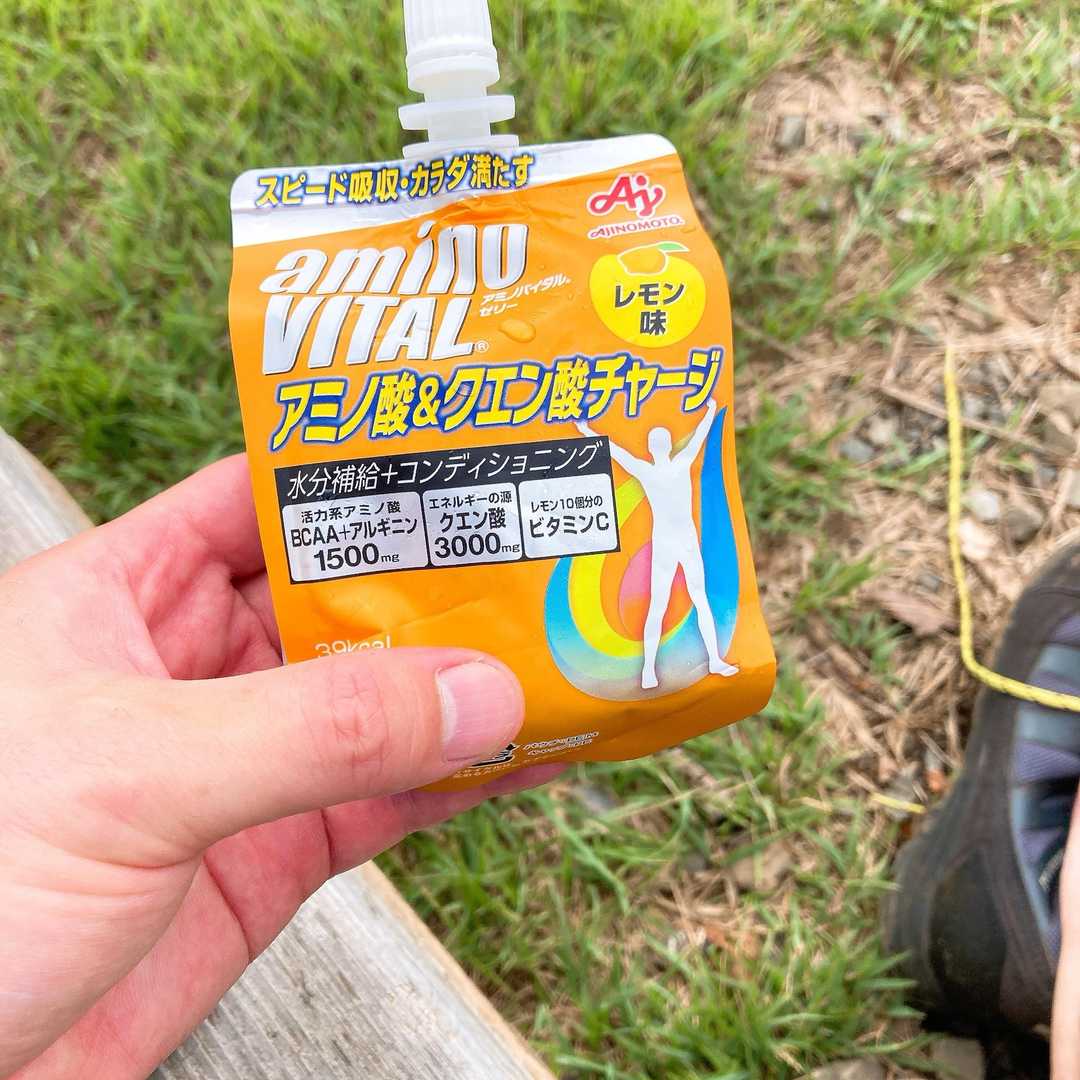 スピード吸収・カラダ満たす
Aj
AJINOMOTO®
amino
VITAL®
アミノバイタル®
ゼリー
レモン
味
アミノ酸&クエン酸チャージ
水分補給+コンディショニング
活力系アミノ酸
BCAA+アルギニン
1500mg
エネルギーの源
クエン酸
3000mg
レモン10個分の
ビタミンC
39kcal